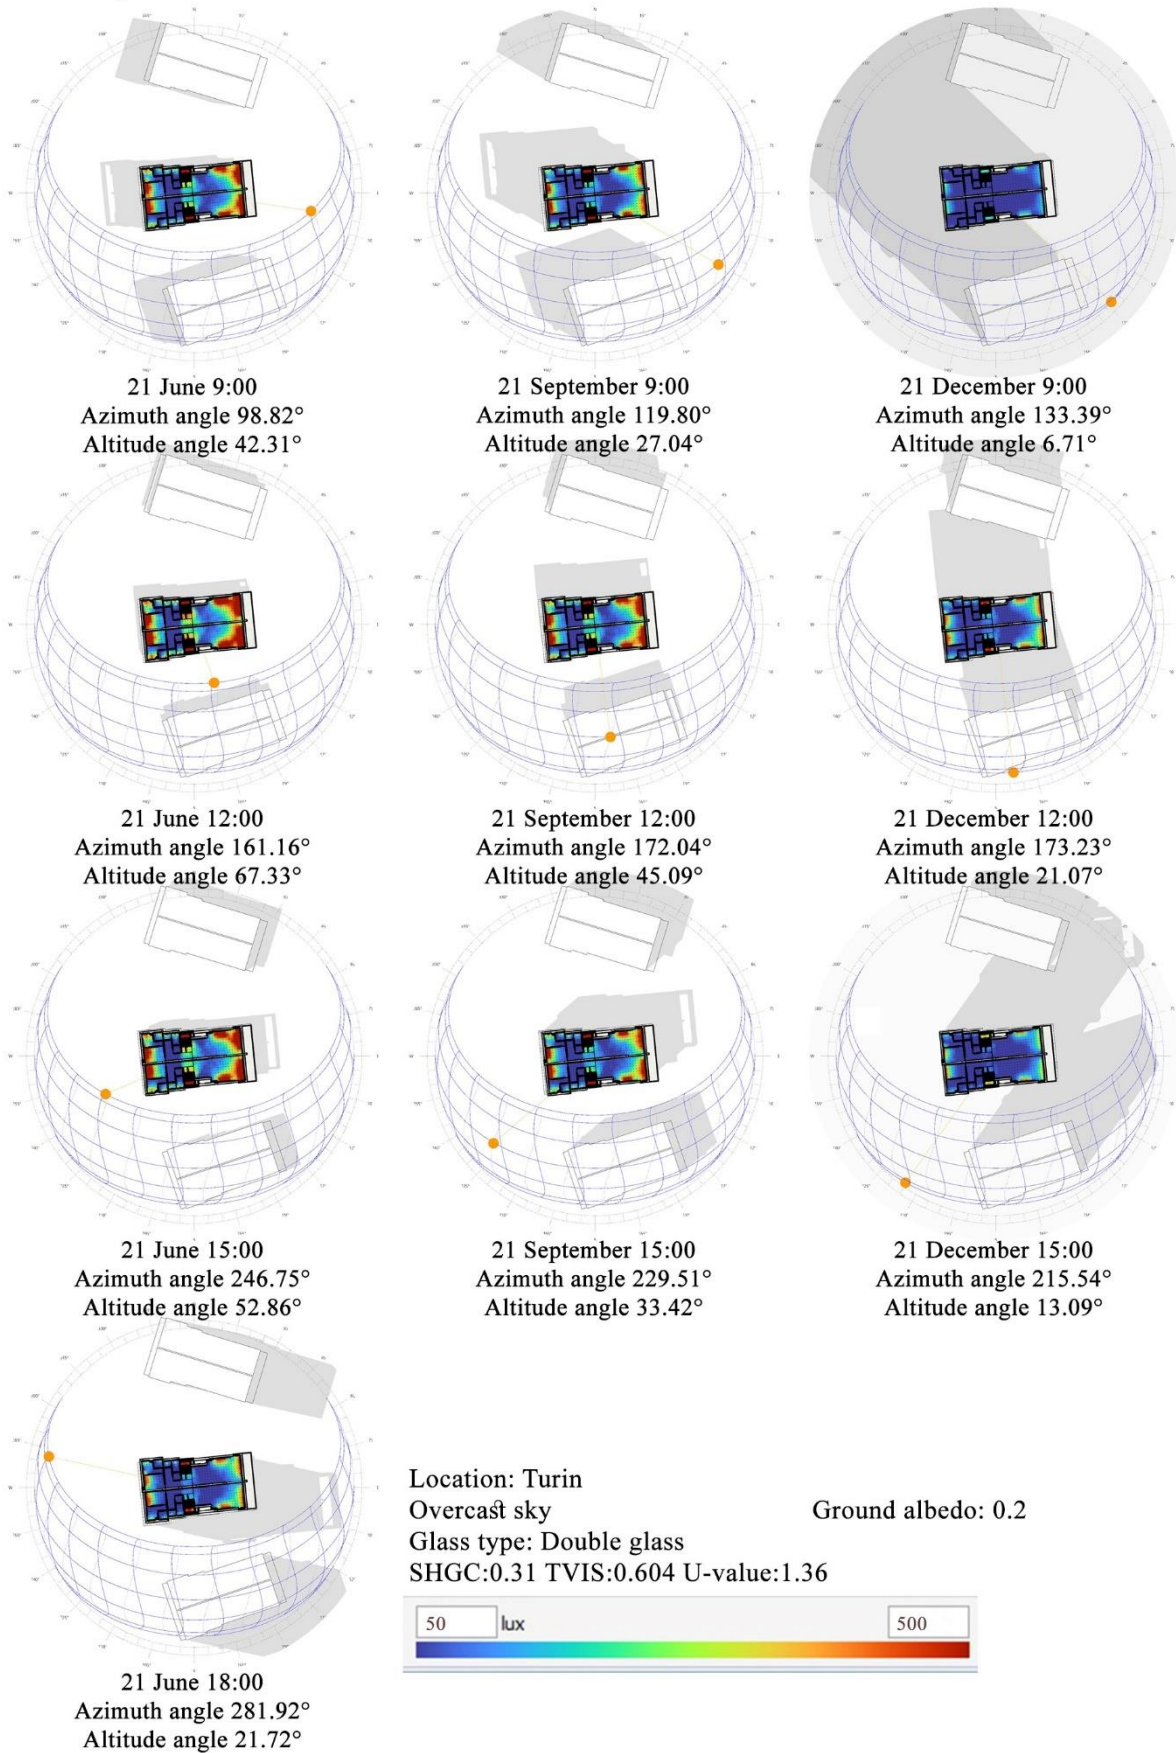 21 June 9:00
Azimuth angle 98.82°
Altitude angle 42.31°
21 September 9:00
Azimuth angle 119.80°
Altitude angle 27.04°
21 December 9:00
Azimuth angle 133.39°
Altitude angle 6.71°
21 June 12:00
Azimuth angle 161.16°
Altitude angle 67.33°
21 September 12:00
Azimuth angle 172.04°
Altitude angle 45.09°
21 December 12:00
Azimuth angle 173.23°
Altitude angle 21.07°
21 June 15:00
Azimuth angle 246.75°
Altitude angle 52.86°
21 September 15:00
Azimuth angle 229.51°
Altitude angle 33.42°
21 December 15:00
Azimuth angle 215.54°
Altitude angle 13.09°
21 June 18:00
Azimuth angle 281.92°
Altitude angle 21.72°
Location: Turin
Overcast sky Ground albedo: 0.2
Glass type: Double glass
SHGC:0.31 TVIS:0.604 U-value:1.36
50 lux 500